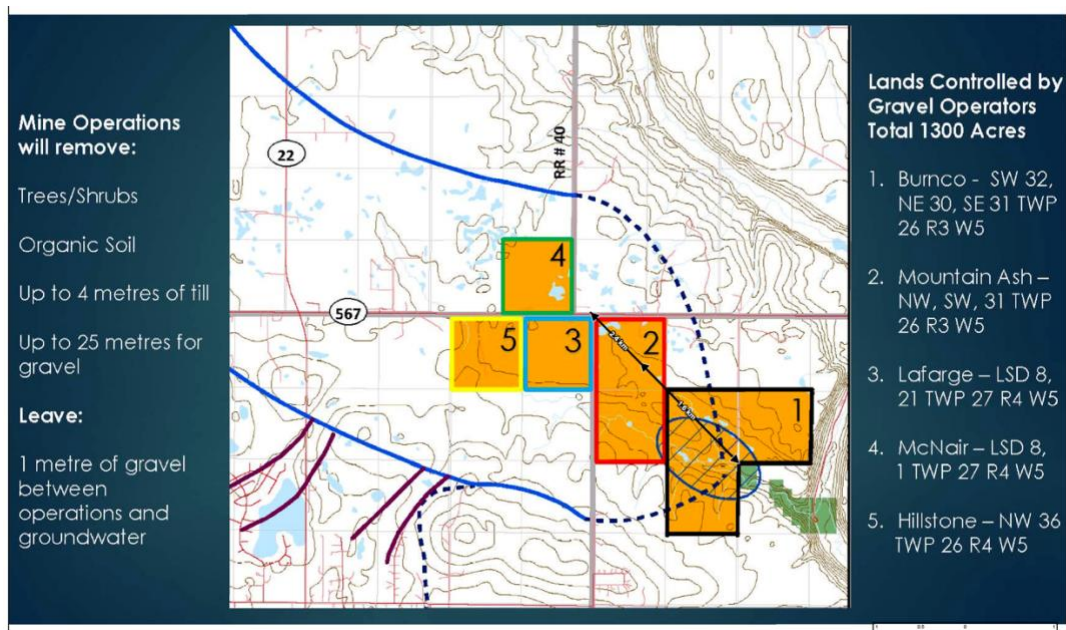 Mine Operations
will remove:
Trees/Shrubs
Organic Soil
Up to 4 metres of till
Up to 25 metres for
gravel
Leave:
1 metre of gravel
between
operations and
groundwater
22
RR # 40
567
4
5
3
2
1
Lands Controlled by
Gravel Operators
Total 1300 Acres
1. Burnco - SW 32,
NE 30, SE 31 TWP
26 R3 W5
2. Mountain Ash –
NW, SW, 31 TWP
26 R3 W5
3. Lafarge – LSD 8,
21 TWP 27 R4 W5
4. McNair – LSD 8,
1 TWP 27 R4 W5
5. Hillstone – NW 36
TWP 26 R4 W5